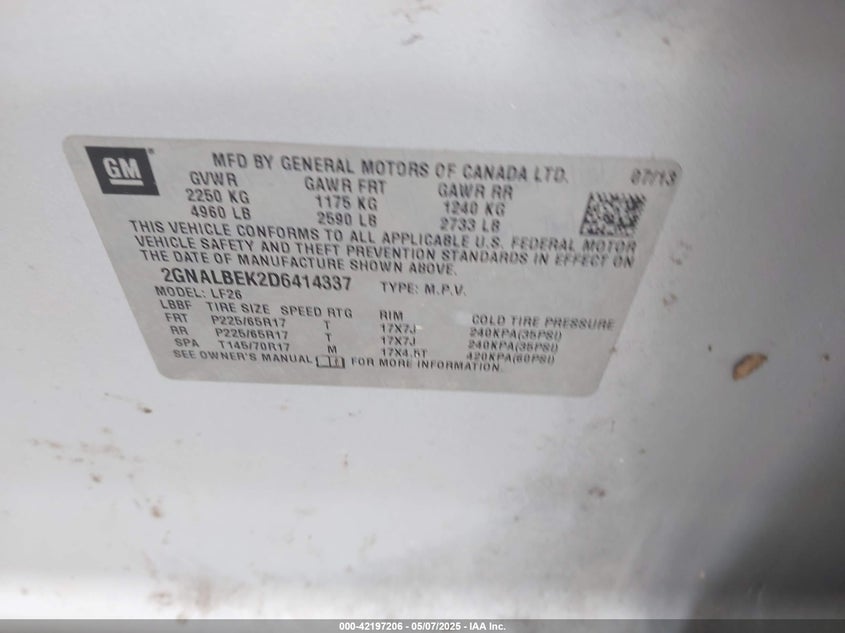 GM
MFD BY GENERAL MOTORS OF CANADA LTD. 07/13
GVWR GAWR FRT GAWR RR
2250 KG 1175 KG 1240 KG
4960 LB 2590 LB 2733 LB
THIS VEHICLE CONFORMS TO ALL APPLICABLE U.S. FEDERAL MOTOR
VEHICLE SAFETY AND THEFT PREVENTION STANDARDS IN EFFECT ON
THE DATE OF MANUFACTURE SHOWN ABOVE.
2GNALBEK2D6414337 TYPE: M.P.V.
MODEL: LF26
LBBF TIRE SIZE SPEED RTG RIM COLD TIRE PRESSURE
FRT P225/65R17 T 17X7J 240KPA(35PSI)
RR P225/65R17 T 17X7J 240KPA(35PSI)
SPA T145/70R17 M 17X4.5T 420KPA(60PSI)
SEE OWNER'S MANUAL FOR MORE INFORMATION.
000-42197206 - 05/07/2025 - IAA Inc.